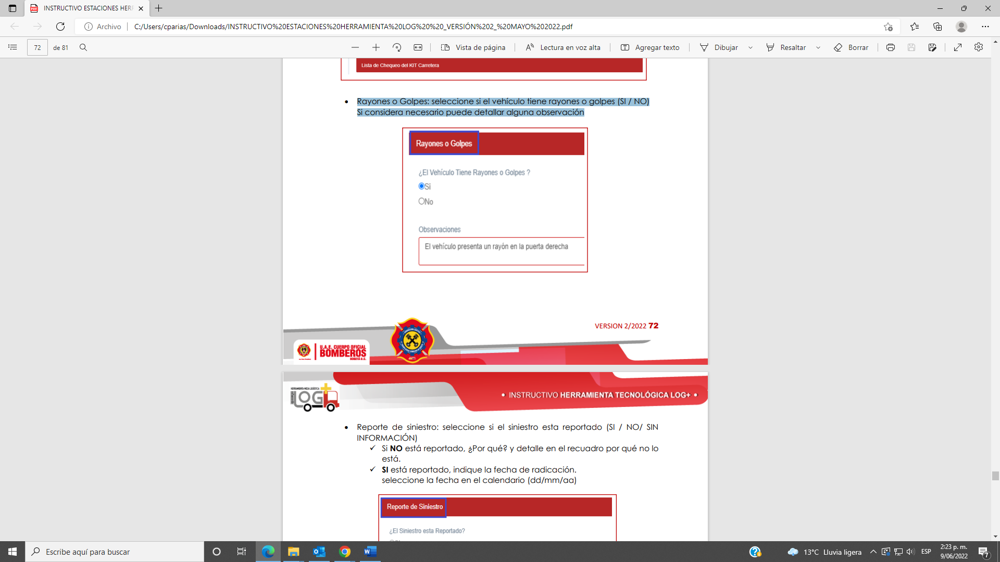 INSTRUCTIVO ESTACIONES HER
Archivo
C:/Users/cparias/Downloads/INSTRUCTIVO%20ESTACIONES%20HERRAMIENTA%20LOG%20%20_VERSIÓN%202_%20MAYO%202022.pdf
72 de 81
Vista de página
Lectura en voz alta
Agregar texto
Dibujar
Resaltar
Borrar
Lista de Chequeo del KIT Carretera
• Rayones o Golpes: seleccione si el vehículo tiene rayones o golpes (SI / NO)
Si considera necesario puede detallar alguna observación
Rayones o Golpes
¿El Vehículo Tiene Rayones o Golpes ?
Si
No
Observaciones
El vehículo presenta un rayón en la puerta derecha
VERSION 2/2022 72
U.A.E. CUERPO OFICIAL
BOMBEROS
BOGOTÁ D.C.
HERRAMIENTA MESA LOGÍSTICA
LOG
• INSTRUCTIVO HERRAMIENTA TECNOLÓGICA LOG+ •
• Reporte de siniestro: seleccione si el siniestro esta reportado (SI / NO/ SIN
INFORMACIÓN)
✓ Si NO está reportado, ¿Por qué? y detalle en el recuadro por qué no lo
está.
✓ SI está reportado, indique la fecha de radicación.
seleccione la fecha en el calendario (dd/mm/aa)
Reporte de Siniestro
¿El Siniestro esta Reportado?
Escribe aquí para buscar
13°C Lluvia ligera
ESP
2:23 p. m.
9/06/2022
7